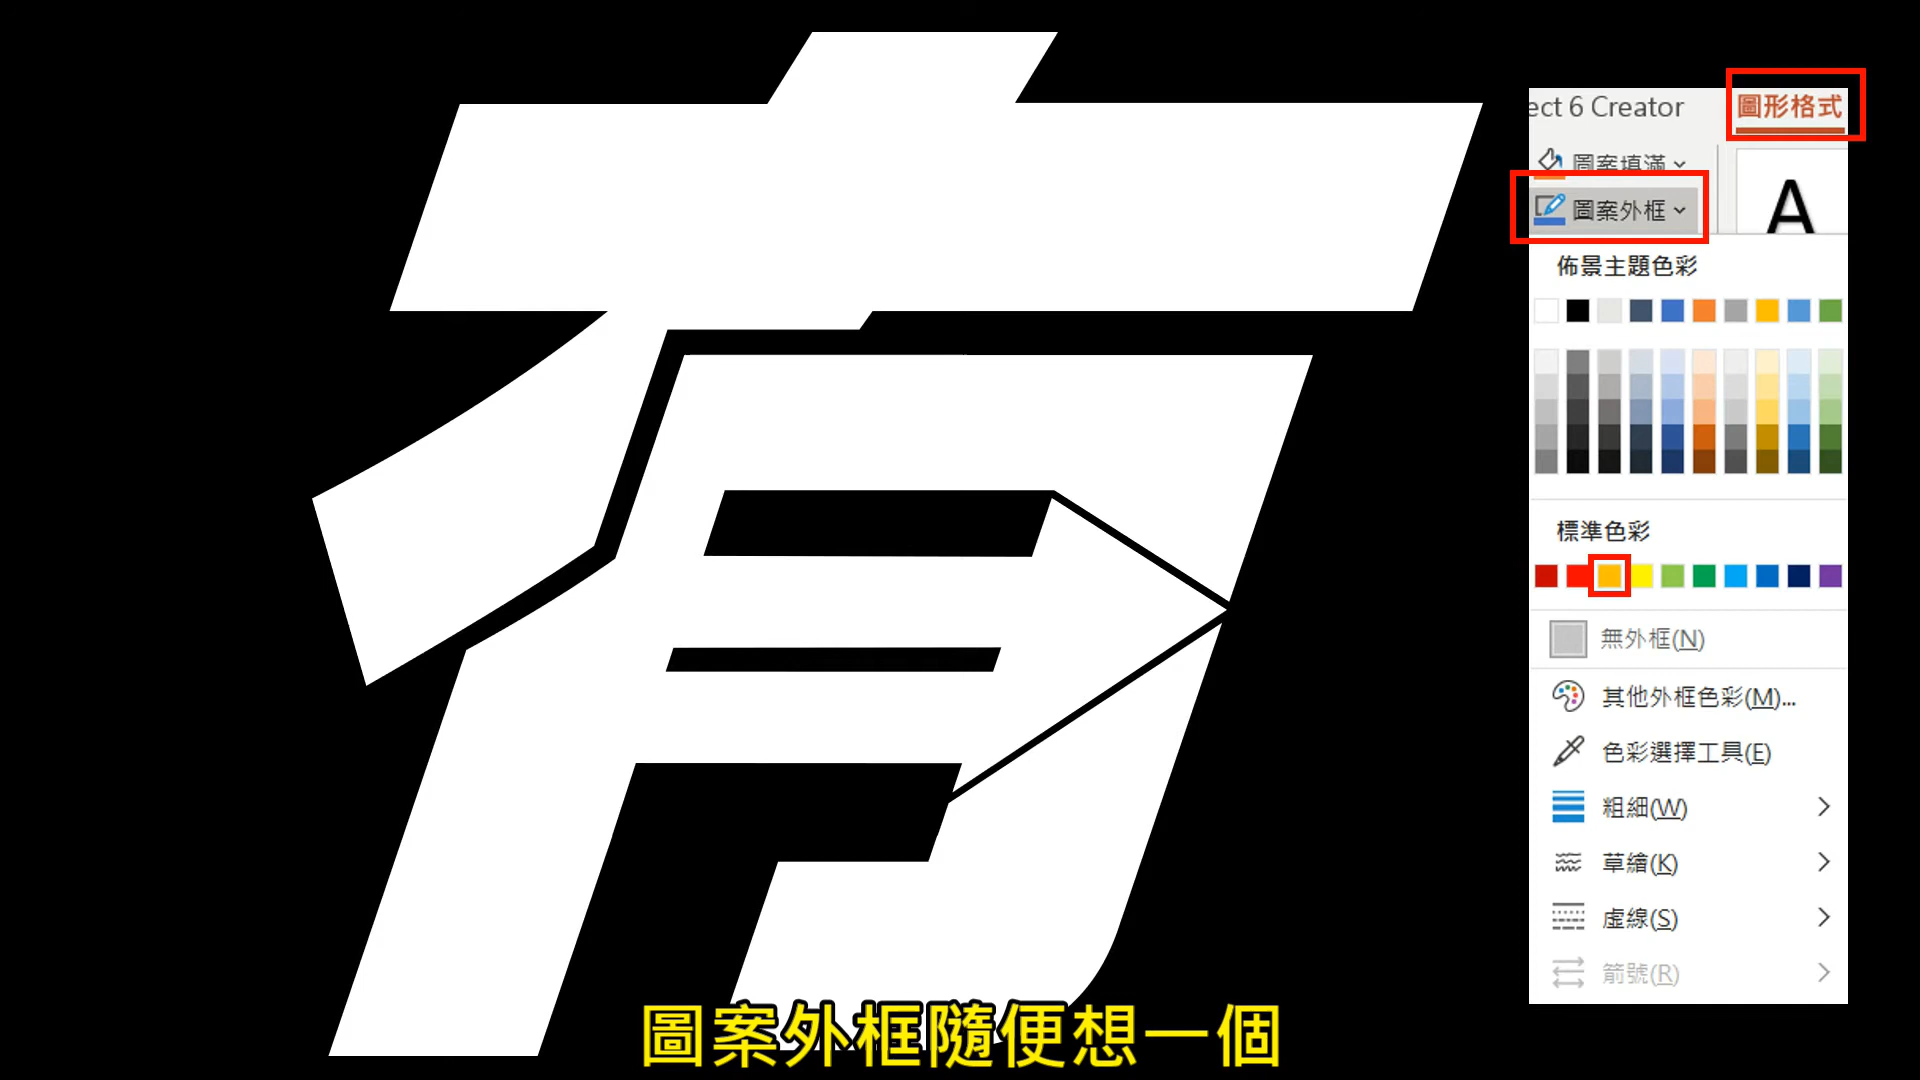 有
ect 6 Creator
圖形格式
圖案填滿
圖案外框
A
佈景主題色彩
標準色彩
無外框(N)
其他外框色彩(M)...
色彩選擇工具(E)
粗細(W)
草繪(K)
虛線(S)
箭號(R)
圖案外框隨便想一個